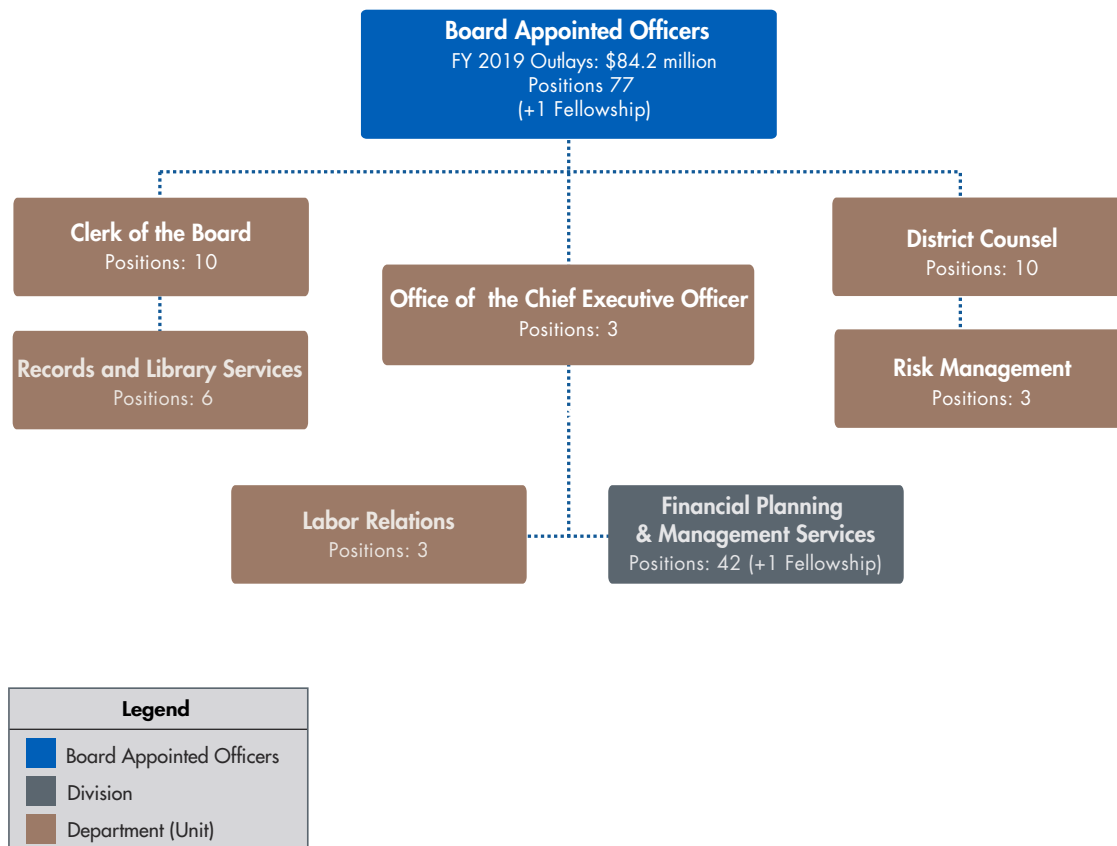 Board Appointed Officers
FY 2019 Outlays: $84.2 million
Positions 77
(+1 Fellowship)
Clerk of the Board
Positions: 10
District Counsel
Positions: 10
Office of the Chief Executive Officer
Positions: 3
Records and Library Services
Positions: 6
Risk Management
Positions: 3
Labor Relations
Positions: 3
Financial Planning
& Management Services
Positions: 42 (+1 Fellowship)
Legend
Board Appointed Officers
Division
Department (Unit)